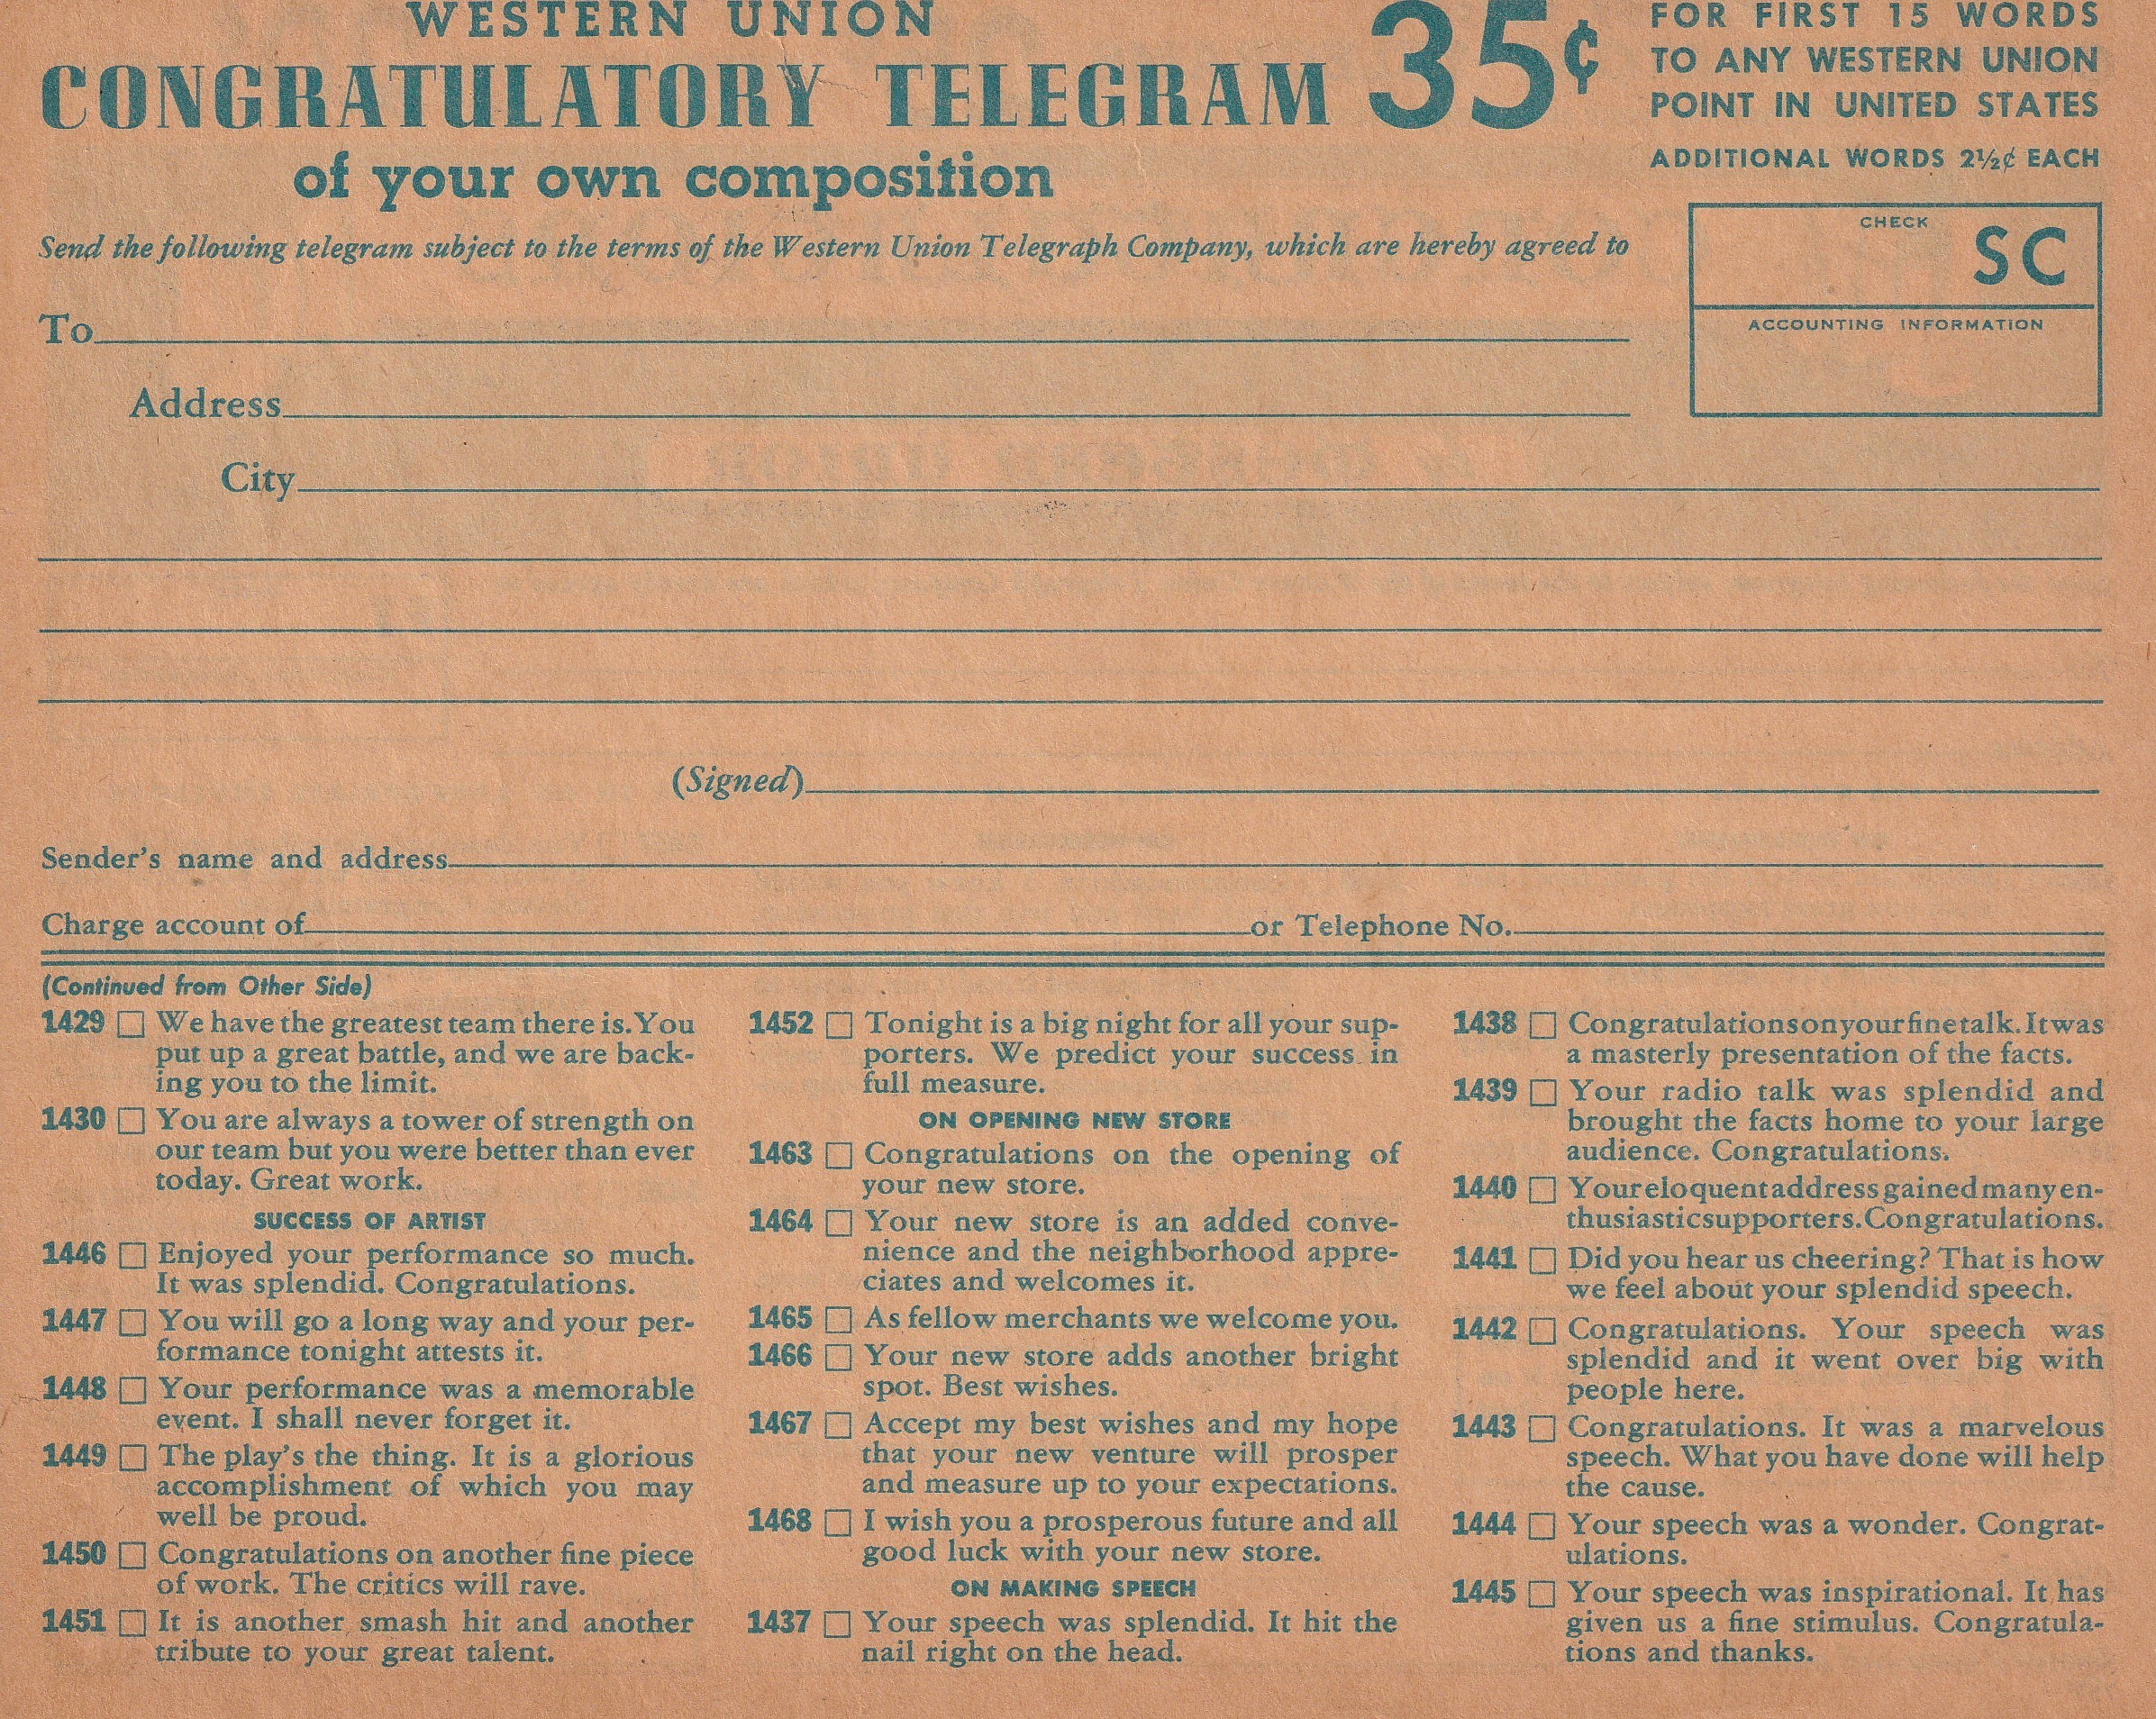 WESTERN UNION
CONGRATULATORY TELEGRAM
of your own composition
35¢
FOR FIRST 15 WORDS
TO ANY WESTERN UNION
POINT IN UNITED STATES
ADDITIONAL WORDS 2½¢ EACH
Send the following telegram subject to the terms of the Western Union Telegraph Company, which are hereby agreed to
CHECK
SC
ACCOUNTING INFORMATION
To
Address
City
(Signed)
Sender's name and address
Charge account of or Telephone No.
(Continued from Other Side)
1429 ☐ We have the greatest team there is. You
put up a great battle, and we are back-
ing you to the limit.
1430 ☐ You are always a tower of strength on
our team but you were better than ever
today. Great work.
SUCCESS OF ARTIST
1446 ☐ Enjoyed your performance so much.
It was splendid. Congratulations.
1447 ☐ You will go a long way and your per-
formance tonight attests it.
1448 ☐ Your performance was a memorable
event. I shall never forget it.
1449 ☐ The play's the thing. It is a glorious
accomplishment of which you may
well be proud.
1450 ☐ Congratulations on another fine piece
of work. The critics will rave.
1451 ☐ It is another smash hit and another
tribute to your great talent.
1452 ☐ Tonight is a big night for all your sup-
porters. We predict your success in
full measure.
ON OPENING NEW STORE
1463 ☐ Congratulations on the opening of
your new store.
1464 ☐ Your new store is an added conve-
nience and the neighborhood appre-
ciates and welcomes it.
1465 ☐ As fellow merchants we welcome you.
1466 ☐ Your new store adds another bright
spot. Best wishes.
1467 ☐ Accept my best wishes and my hope
that your new venture will prosper
and measure up to your expectations.
1468 ☐ I wish you a prosperous future and all
good luck with your new store.
ON MAKING SPEECH
1437 ☐ Your speech was splendid. It hit the
nail right on the head.
1438 ☐ Congratulations on your fine talk. It was
a masterly presentation of the facts.
1439 ☐ Your radio talk was splendid and
brought the facts home to your large
audience. Congratulations.
1440 ☐ Your eloquent address gained many en-
thusiastic supporters. Congratulations.
1441 ☐ Did you hear us cheering? That is how
we feel about your splendid speech.
1442 ☐ Congratulations. Your speech was
splendid and it went over big with
people here.
1443 ☐ Congratulations. It was a marvelous
speech. What you have done will help
the cause.
1444 ☐ Your speech was a wonder. Congrat-
ulations.
1445 ☐ Your speech was inspirational. It has
given us a fine stimulus. Congratula-
tions and thanks.